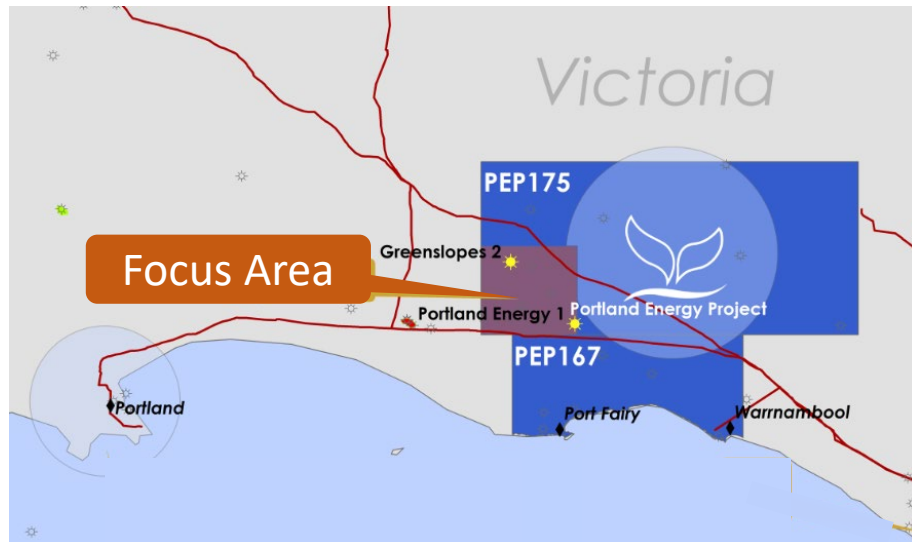 Victoria
PEP175
Greenslopes 2
Focus Area
Portland Energy 1
Portland Energy Project
PEP167
Portland
Port Fairy
Warrnambool